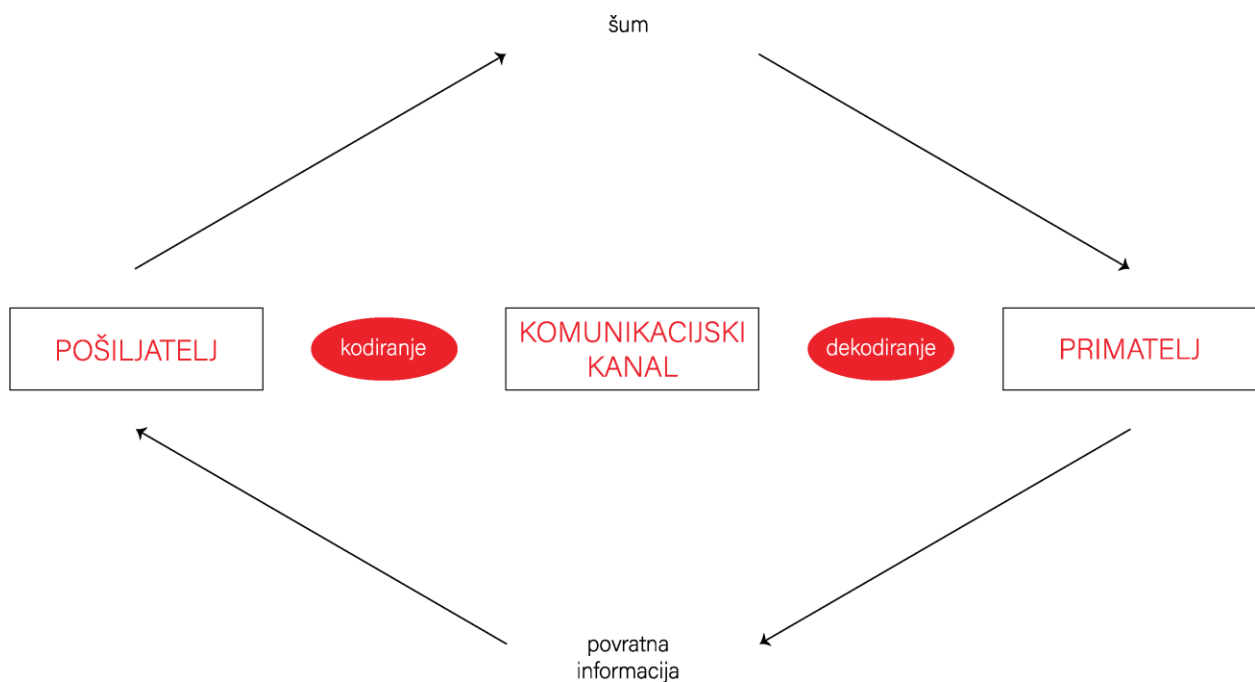 šum
POŠILJATELJ
kodiranje
KOMUNIKACIJSKI
KANAL
dekodiranje
PRIMATELJ
povratna
informacija